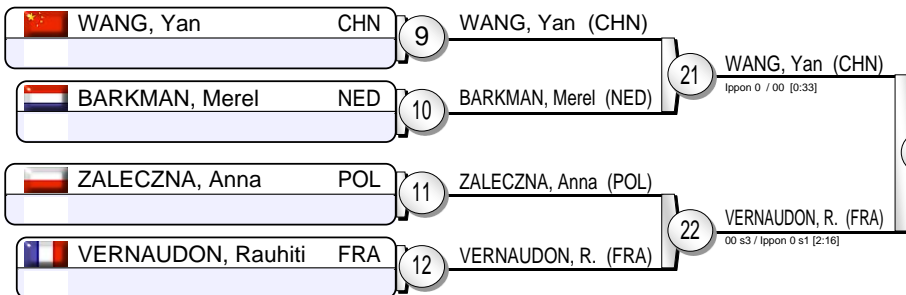 WANG, Yan CHN
9
WANG, Yan (CHN)
BARKMAN, Merel NED
10
BARKMAN, Merel (NED)
21
WANG, Yan (CHN)
Ippon 0 / 00 [0:33]
ZALECZNA, Anna POL
11
ZALECZNA, Anna (POL)
VERNAUDON, Rauhiti FRA
12
VERNAUDON, R. (FRA)
22
VERNAUDON, R. (FRA)
00 s3 / Ippon 0 s1 [2:16]